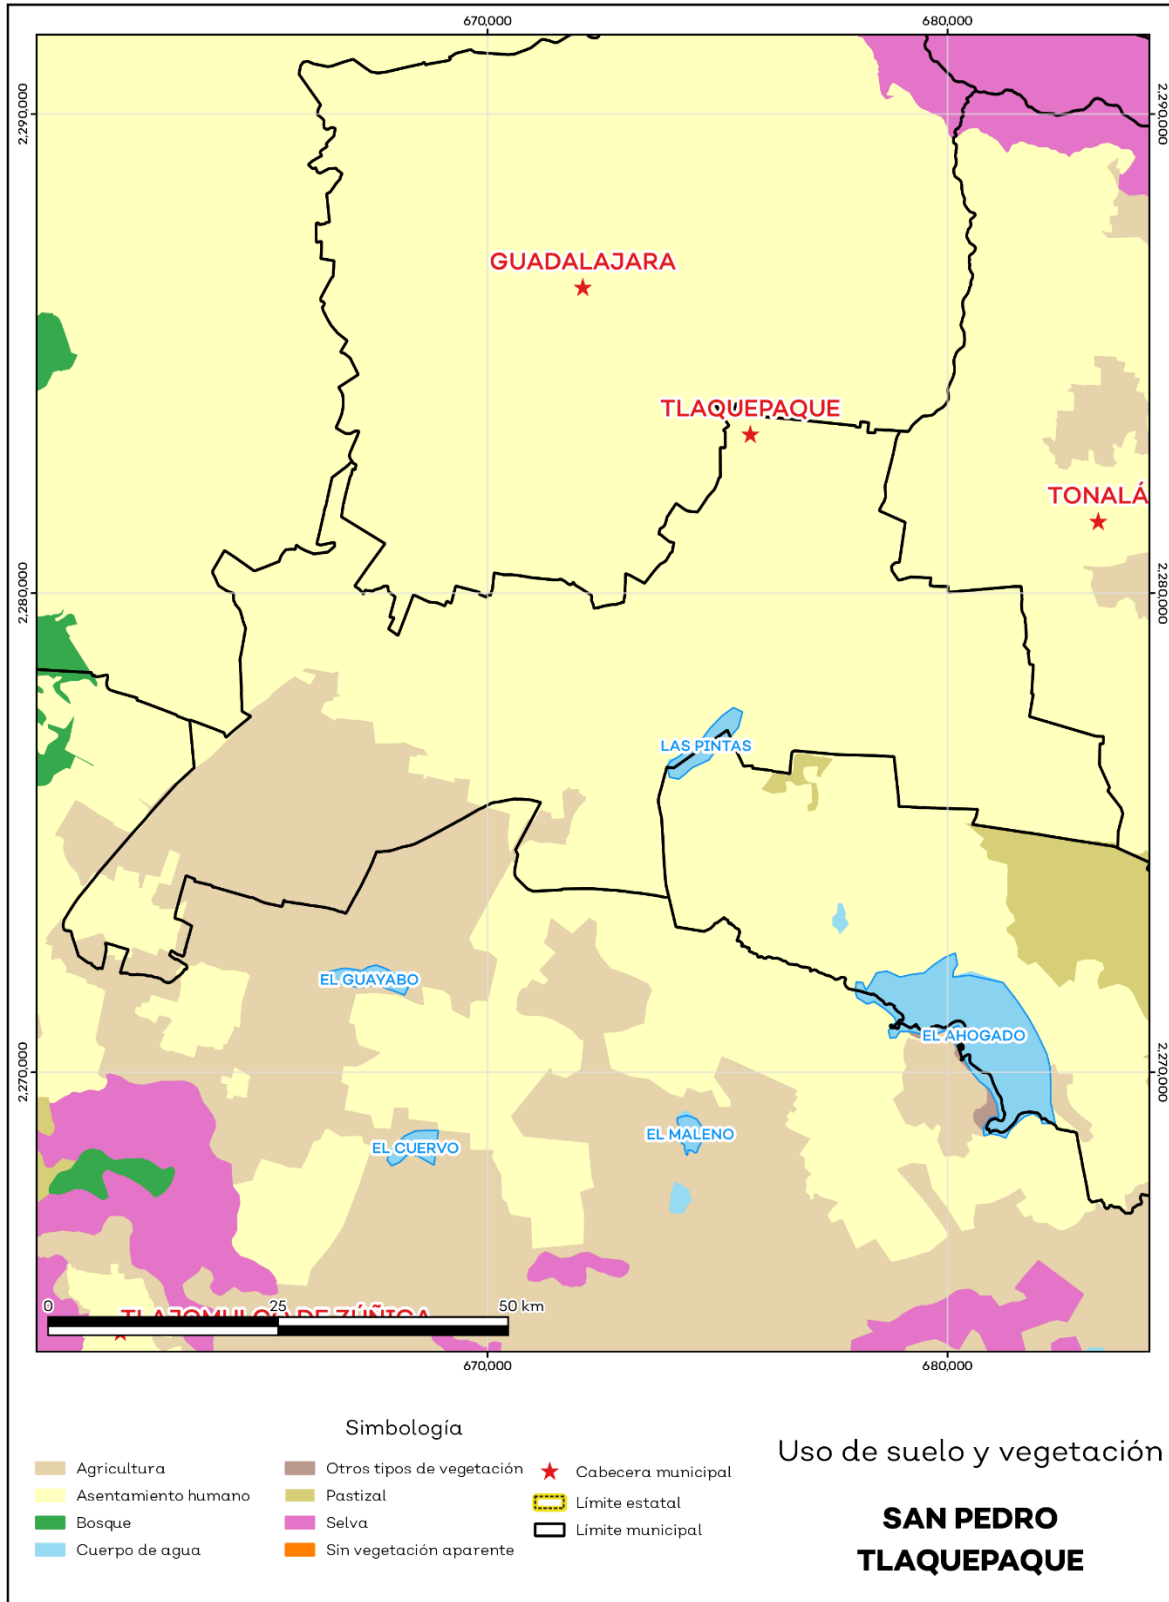 670,000
680,000
2,290,000
2,290,000
GUADALAJARA
TLAQUEPAQUE
TONALÁ
2,280,000
2,280,000
LAS PINTAS
EL GUAYABO
EL AHOGADO
2,270,000
2,270,000
EL CUERVO
EL MALENO
TLAJOMULCO DE ZÚÑIGA
0
25
50 km
670,000
680,000
Simbología
Agricultura
Asentamiento humano
Bosque
Cuerpo de agua
Otros tipos de vegetación
Pastizal
Selva
Sin vegetación aparente
Cabecera municipal
Límite estatal
Límite municipal
Uso de suelo y vegetación
SAN PEDRO
TLAQUEPAQUE